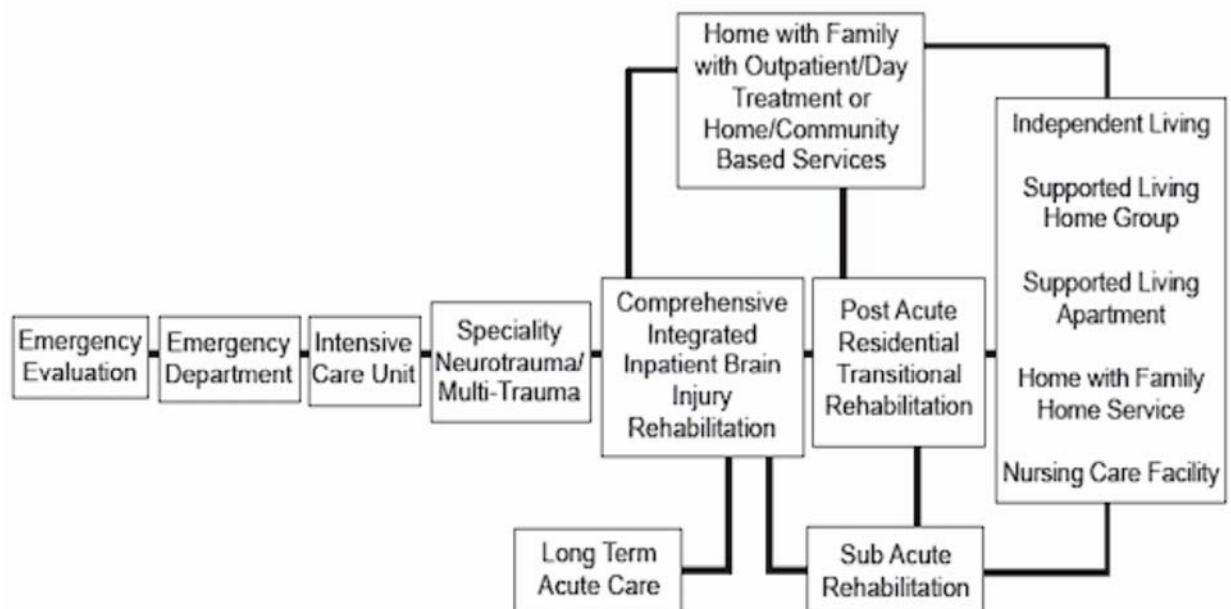 Home with Family
with Outpatient/Day
Treatment or
Home/Community
Based Services
Independent Living
Supported Living
Home Group
Supported Living
Apartment
Home with Family
Home Service
Nursing Care Facility
Emergency
Evaluation
Emergency
Department
Intensive
Care Unit
Speciality
Neurotrauma/
Multi-Trauma
Comprehensive
Integrated
Inpatient Brain
Injury
Rehabilitation
Post Acute
Residential
Transitional
Rehabilitation
Long Term
Acute Care
Sub Acute
Rehabilitation